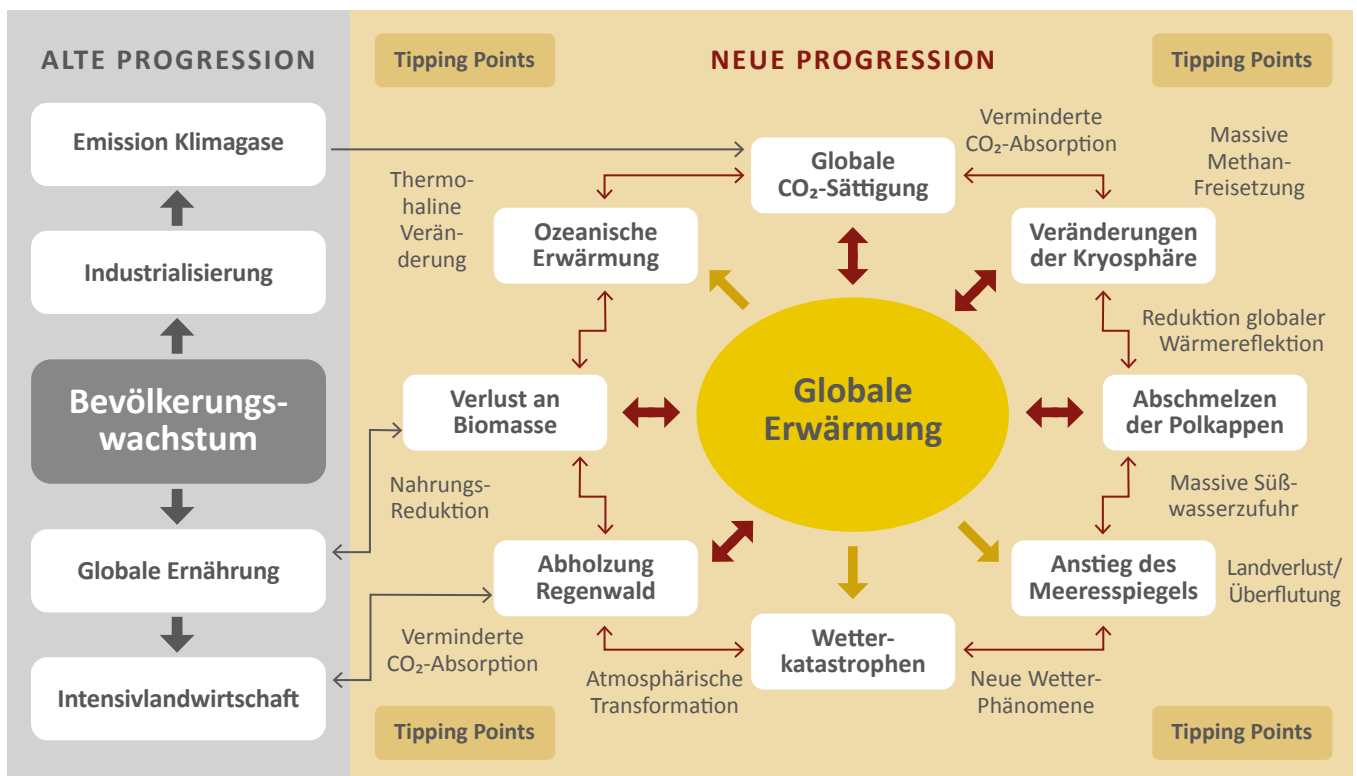 ALTE PROGRESSION
Emission Klimagase
Industrialisierung
Bevölkerungs-
wachstum
Globale Ernährung
Intensivlandwirtschaft
Tipping Points
NEUE PROGRESSION
Tipping Points
Globale
CO₂-Sättigung
Verminderte
CO₂-Absorption
Massive
Methan-
Freisetzung
Thermo-
haline
Verän-
derung
Ozeanische
Erwärmung
Veränderungen
der Kryosphäre
Reduktion globaler
Wärmereflektion
Verlust an
Biomasse
Globale
Erwärmung
Abschmelzen
der Polkappen
Nahrungs-
Reduktion
Massive Süß-
wasserzufuhr
Abholzung
Regenwald
Anstieg des
Meeresspiegels
Landverlust/
Überflutung
Verminderte
CO₂-Absorption
Wetter-
katastrophen
Atmosphärische
Transformation
Neue Wetter-
Phänomene
Tipping Points
Tipping Points